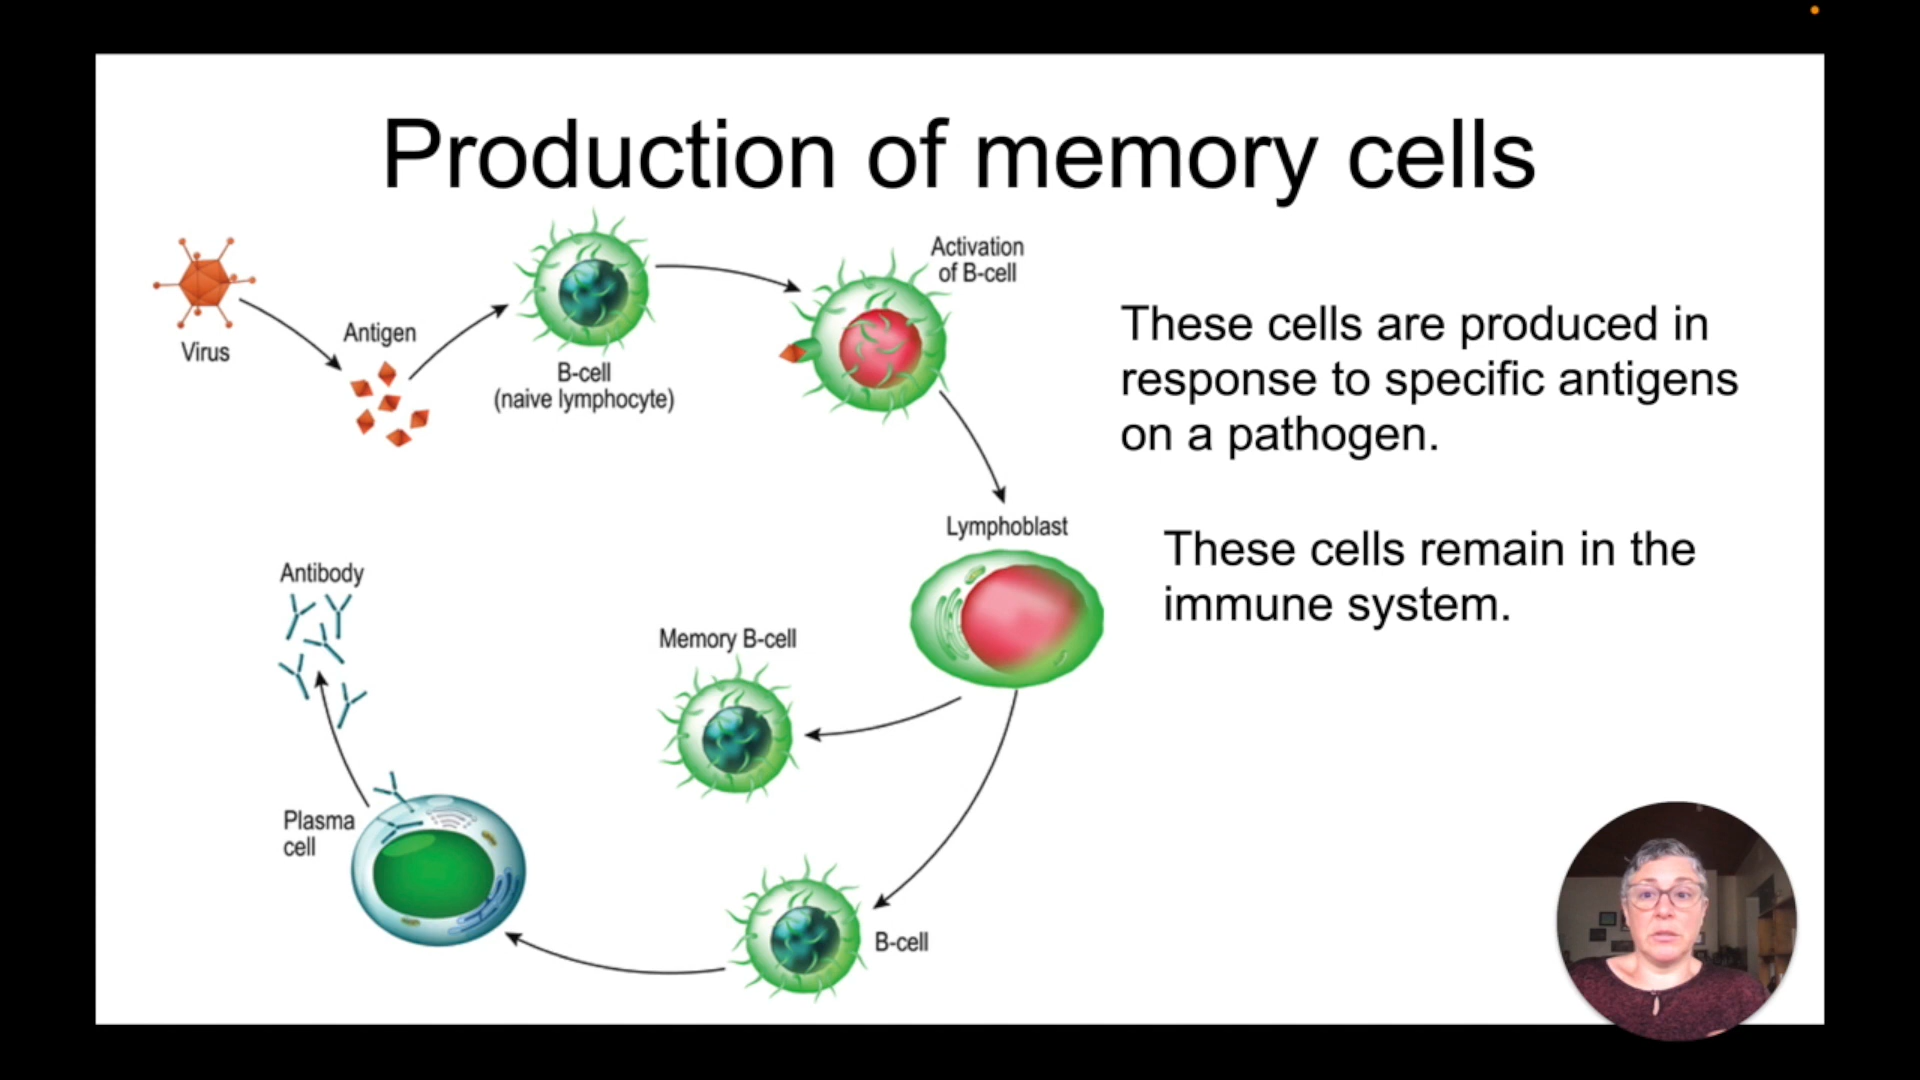 Production of memory cells
Virus
Antigen
B-cell
(naive lymphocyte)
Activation
of B-cell
These cells are produced in
response to specific antigens
on a pathogen.
Lymphoblast
These cells remain in the
immune system.
Antibody
Memory B-cell
Plasma
cell
B-cell